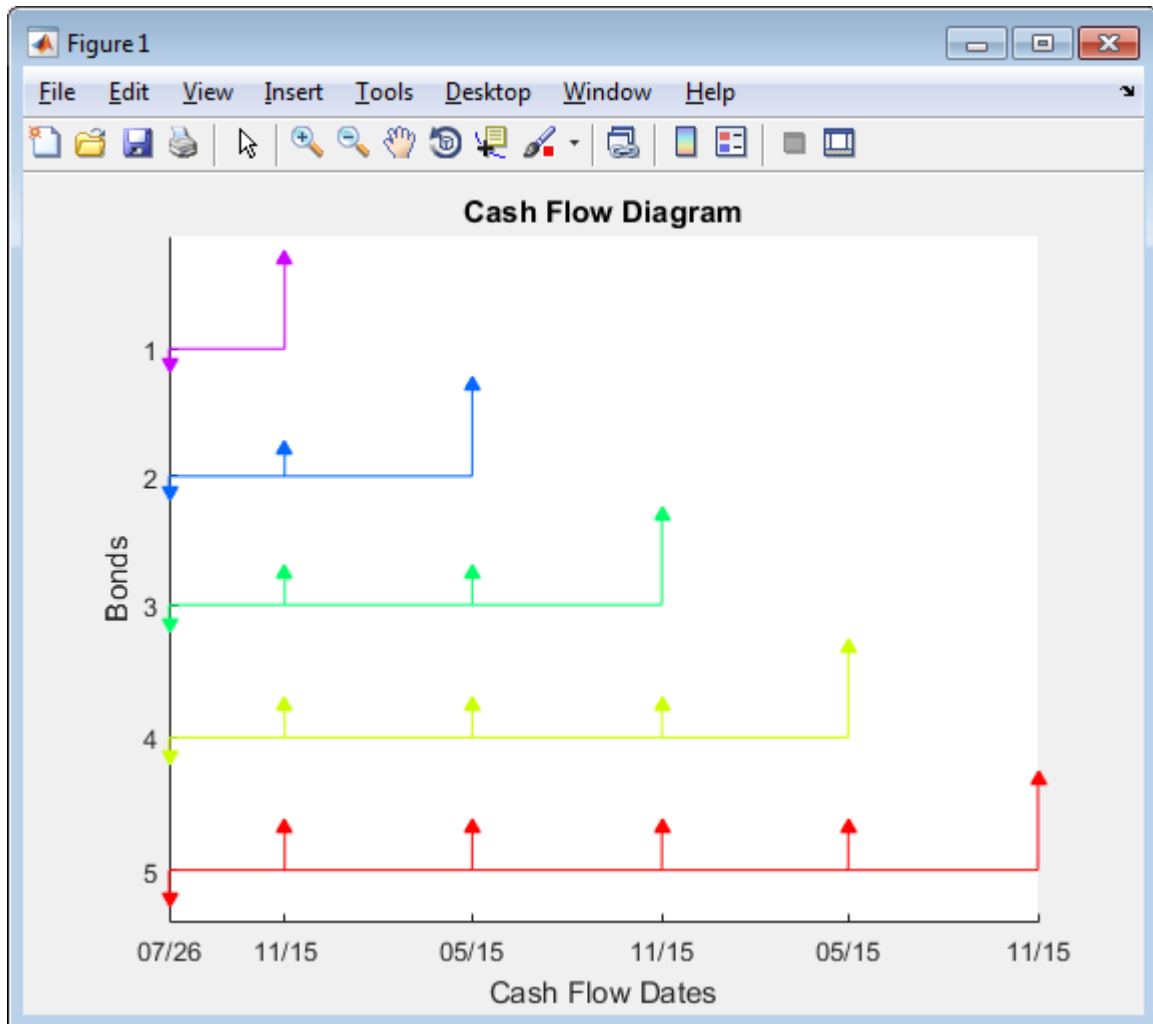 Figure 1
File Edit View Insert Tools Desktop Window Help
Cash Flow Diagram
1
2
3
4
5
Bonds
07/26 11/15 05/15 11/15 05/15 11/15
Cash Flow Dates